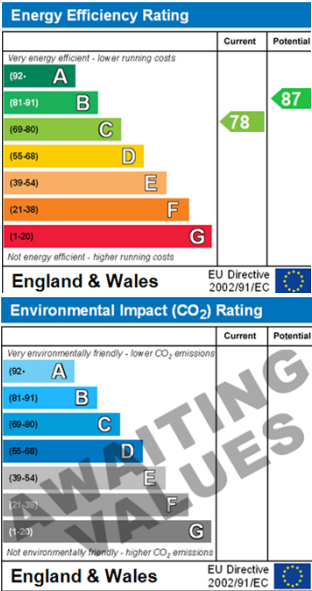 Energy Efficiency Rating
Current Potential
Very energy efficient - lower running costs
(92- A
(81-91) B
(69-80) C
(55-68) D
(39-54) E
(21-38) F
(1-20) G
78
87
Not energy efficient - higher running costs
England & Wales
EU Directive
2002/91/EC
Environmental Impact (CO2) Rating
Current Potential
Very environmentally friendly - lower CO2 emissions
(92- A
(81-91) B
(69-80) C
(55-68) D
(39-54) E
(21-38) F
(1-20) G
AWAITING
VALUES
Not environmentally friendly - higher CO2 emissions
England & Wales
EU Directive
2002/91/EC